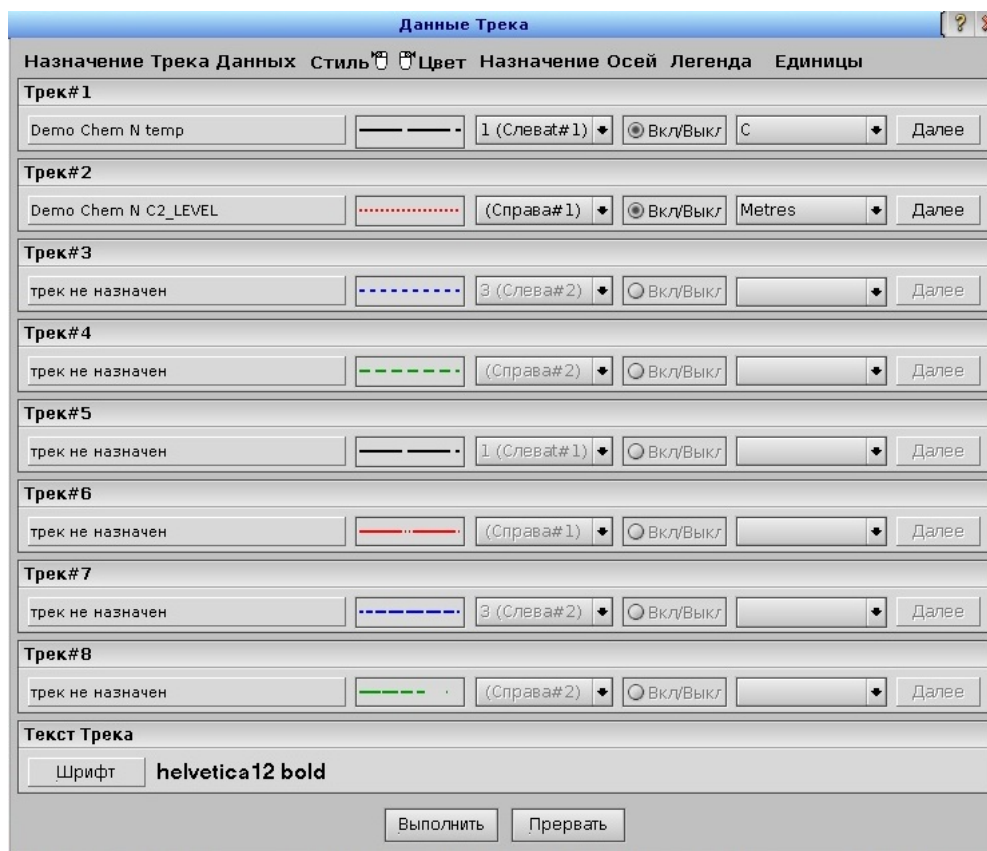 Данные Трека
Назначение Трека Данных Стиль Цвет Назначение Осей Легенда Единицы
Трек#1
Demo Chem N temp 1 (Слеваt#1) Вкл/Выкл C Далее
Трек#2
Demo Chem N C2_LEVEL (Справа#1) Вкл/Выкл Metres Далее
Трек#3
трек не назначен 3 (Слева#2) Вкл/Выкл Далее
Трек#4
трек не назначен (Справа#2) Вкл/Выкл Далее
Трек#5
трек не назначен 1 (Слеваt#1) Вкл/Выкл Далее
Трек#6
трек не назначен (Справа#1) Вкл/Выкл Далее
Трек#7
трек не назначен 3 (Слева#2) Вкл/Выкл Далее
Трек#8
трек не назначен (Справа#2) Вкл/Выкл Далее
Текст Трека
Шрифт helvetica12 bold
Выполнить Прервать